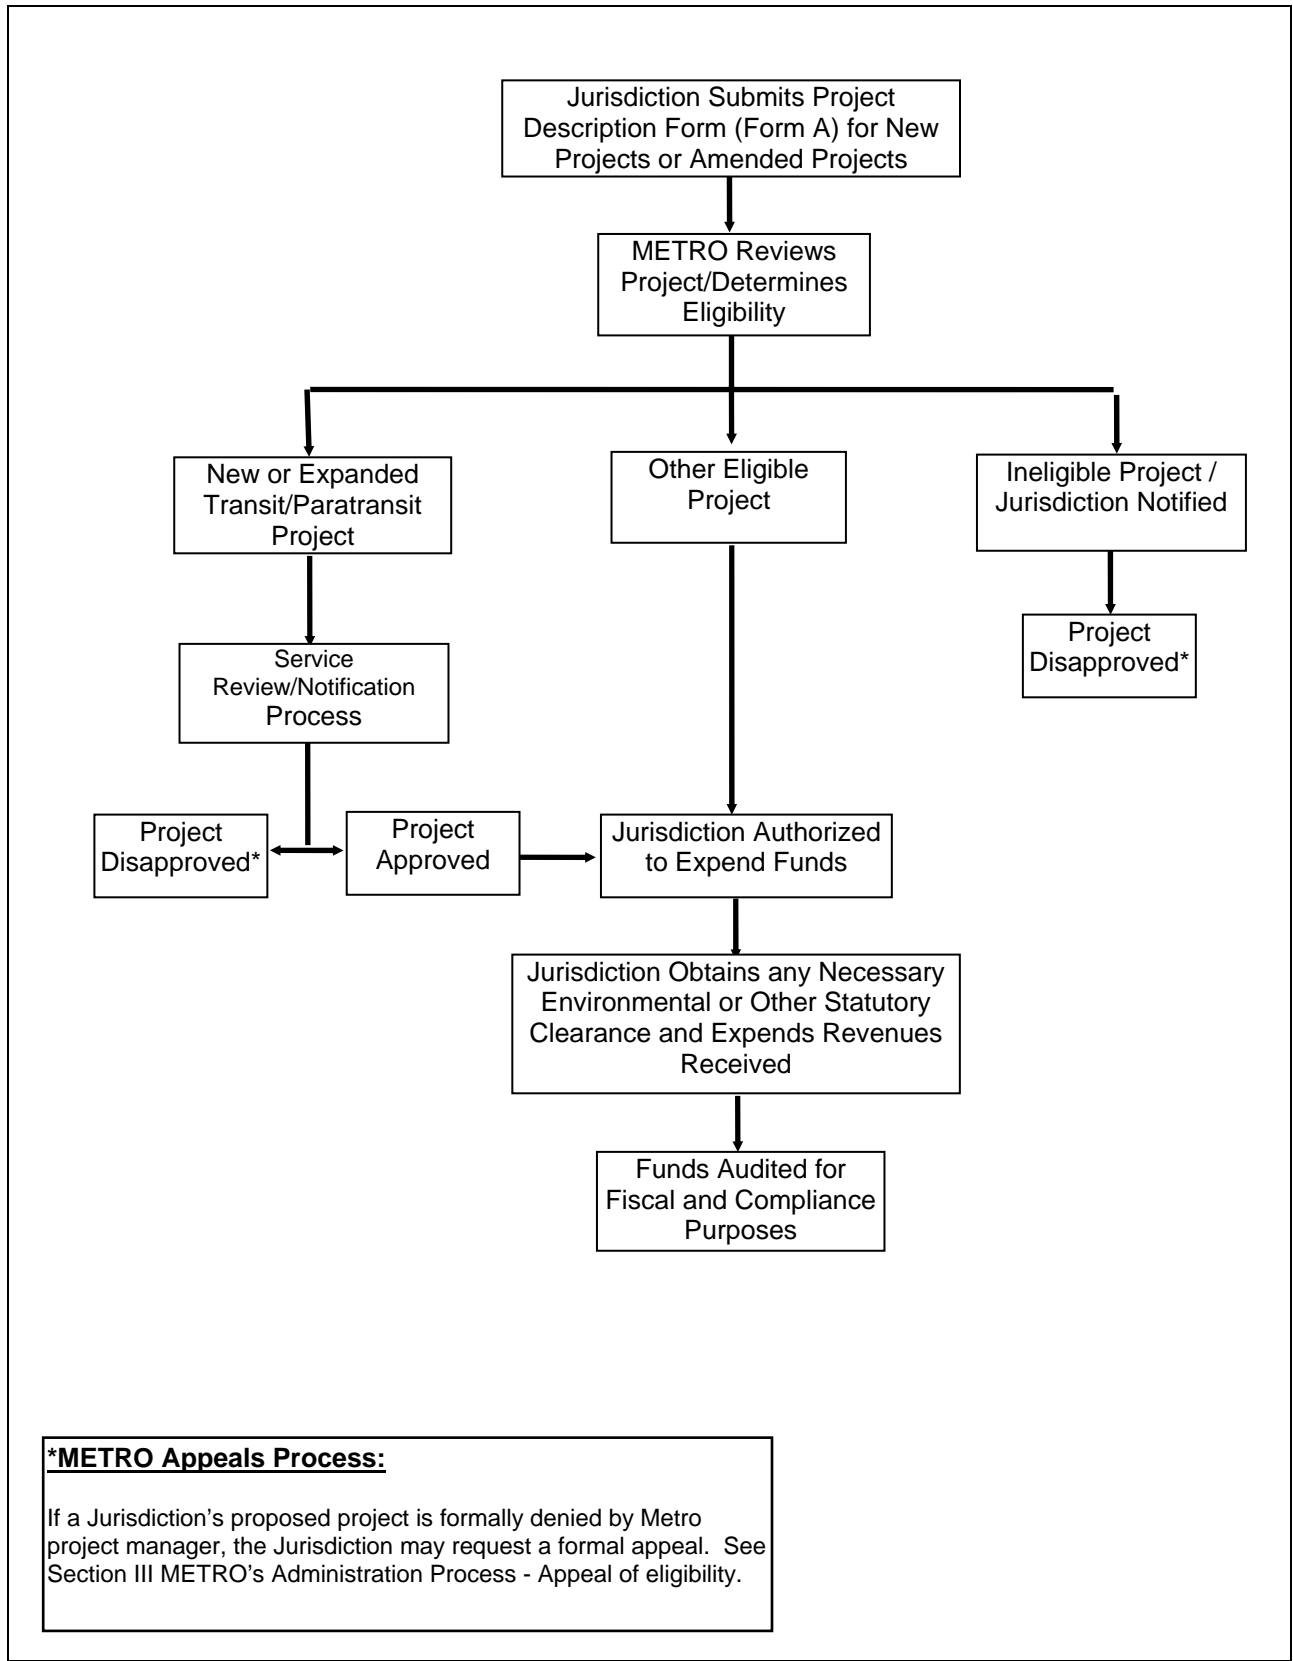 Jurisdiction Submits Project
Description Form (Form A) for New
Projects or Amended Projects
METRO Reviews
Project/Determines
Eligibility
New or Expanded
Transit/Paratransit
Project
Other Eligible
Project
Ineligible Project /
Jurisdiction Notified
Service
Review/Notification
Process
Project
Disapproved*
Project
Disapproved*
Project
Approved
Jurisdiction Authorized
to Expend Funds
Jurisdiction Obtains any Necessary
Environmental or Other Statutory
Clearance and Expends Revenues
Received
Funds Audited for
Fiscal and Compliance
Purposes
*METRO Appeals Process:
If a Jurisdiction’s proposed project is formally denied by Metro
project manager, the Jurisdiction may request a formal appeal.  See
Section III METRO’s Administration Process - Appeal of eligibility.